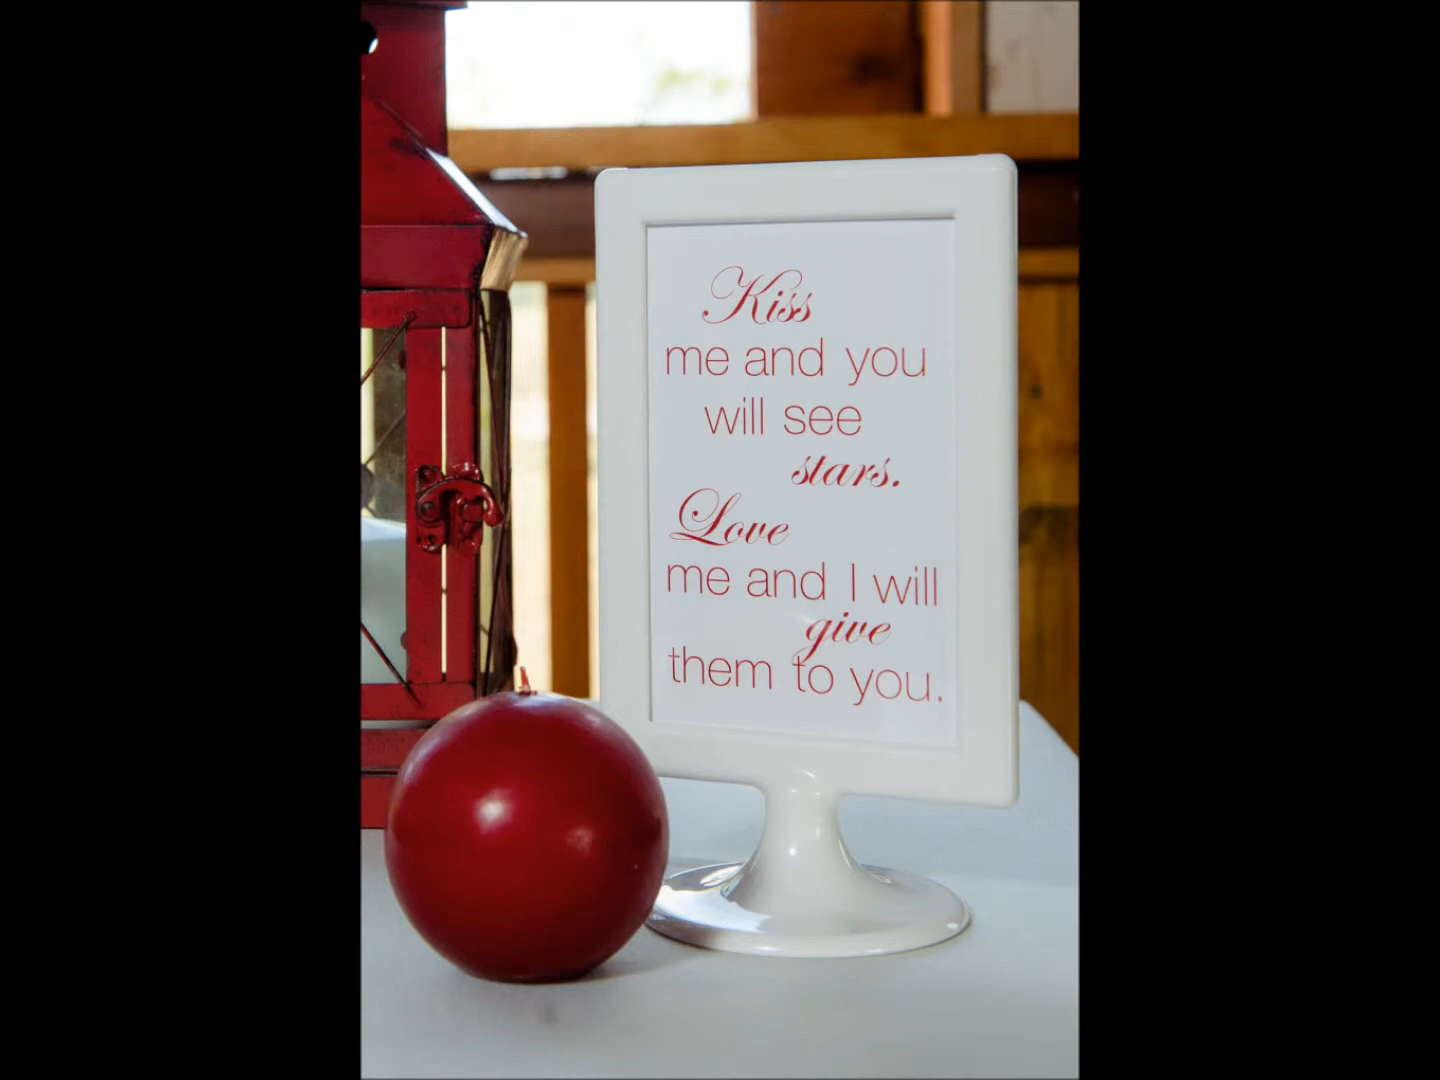 Kiss
me and you
will see
stars.
Love
me and I will
give
them to you.